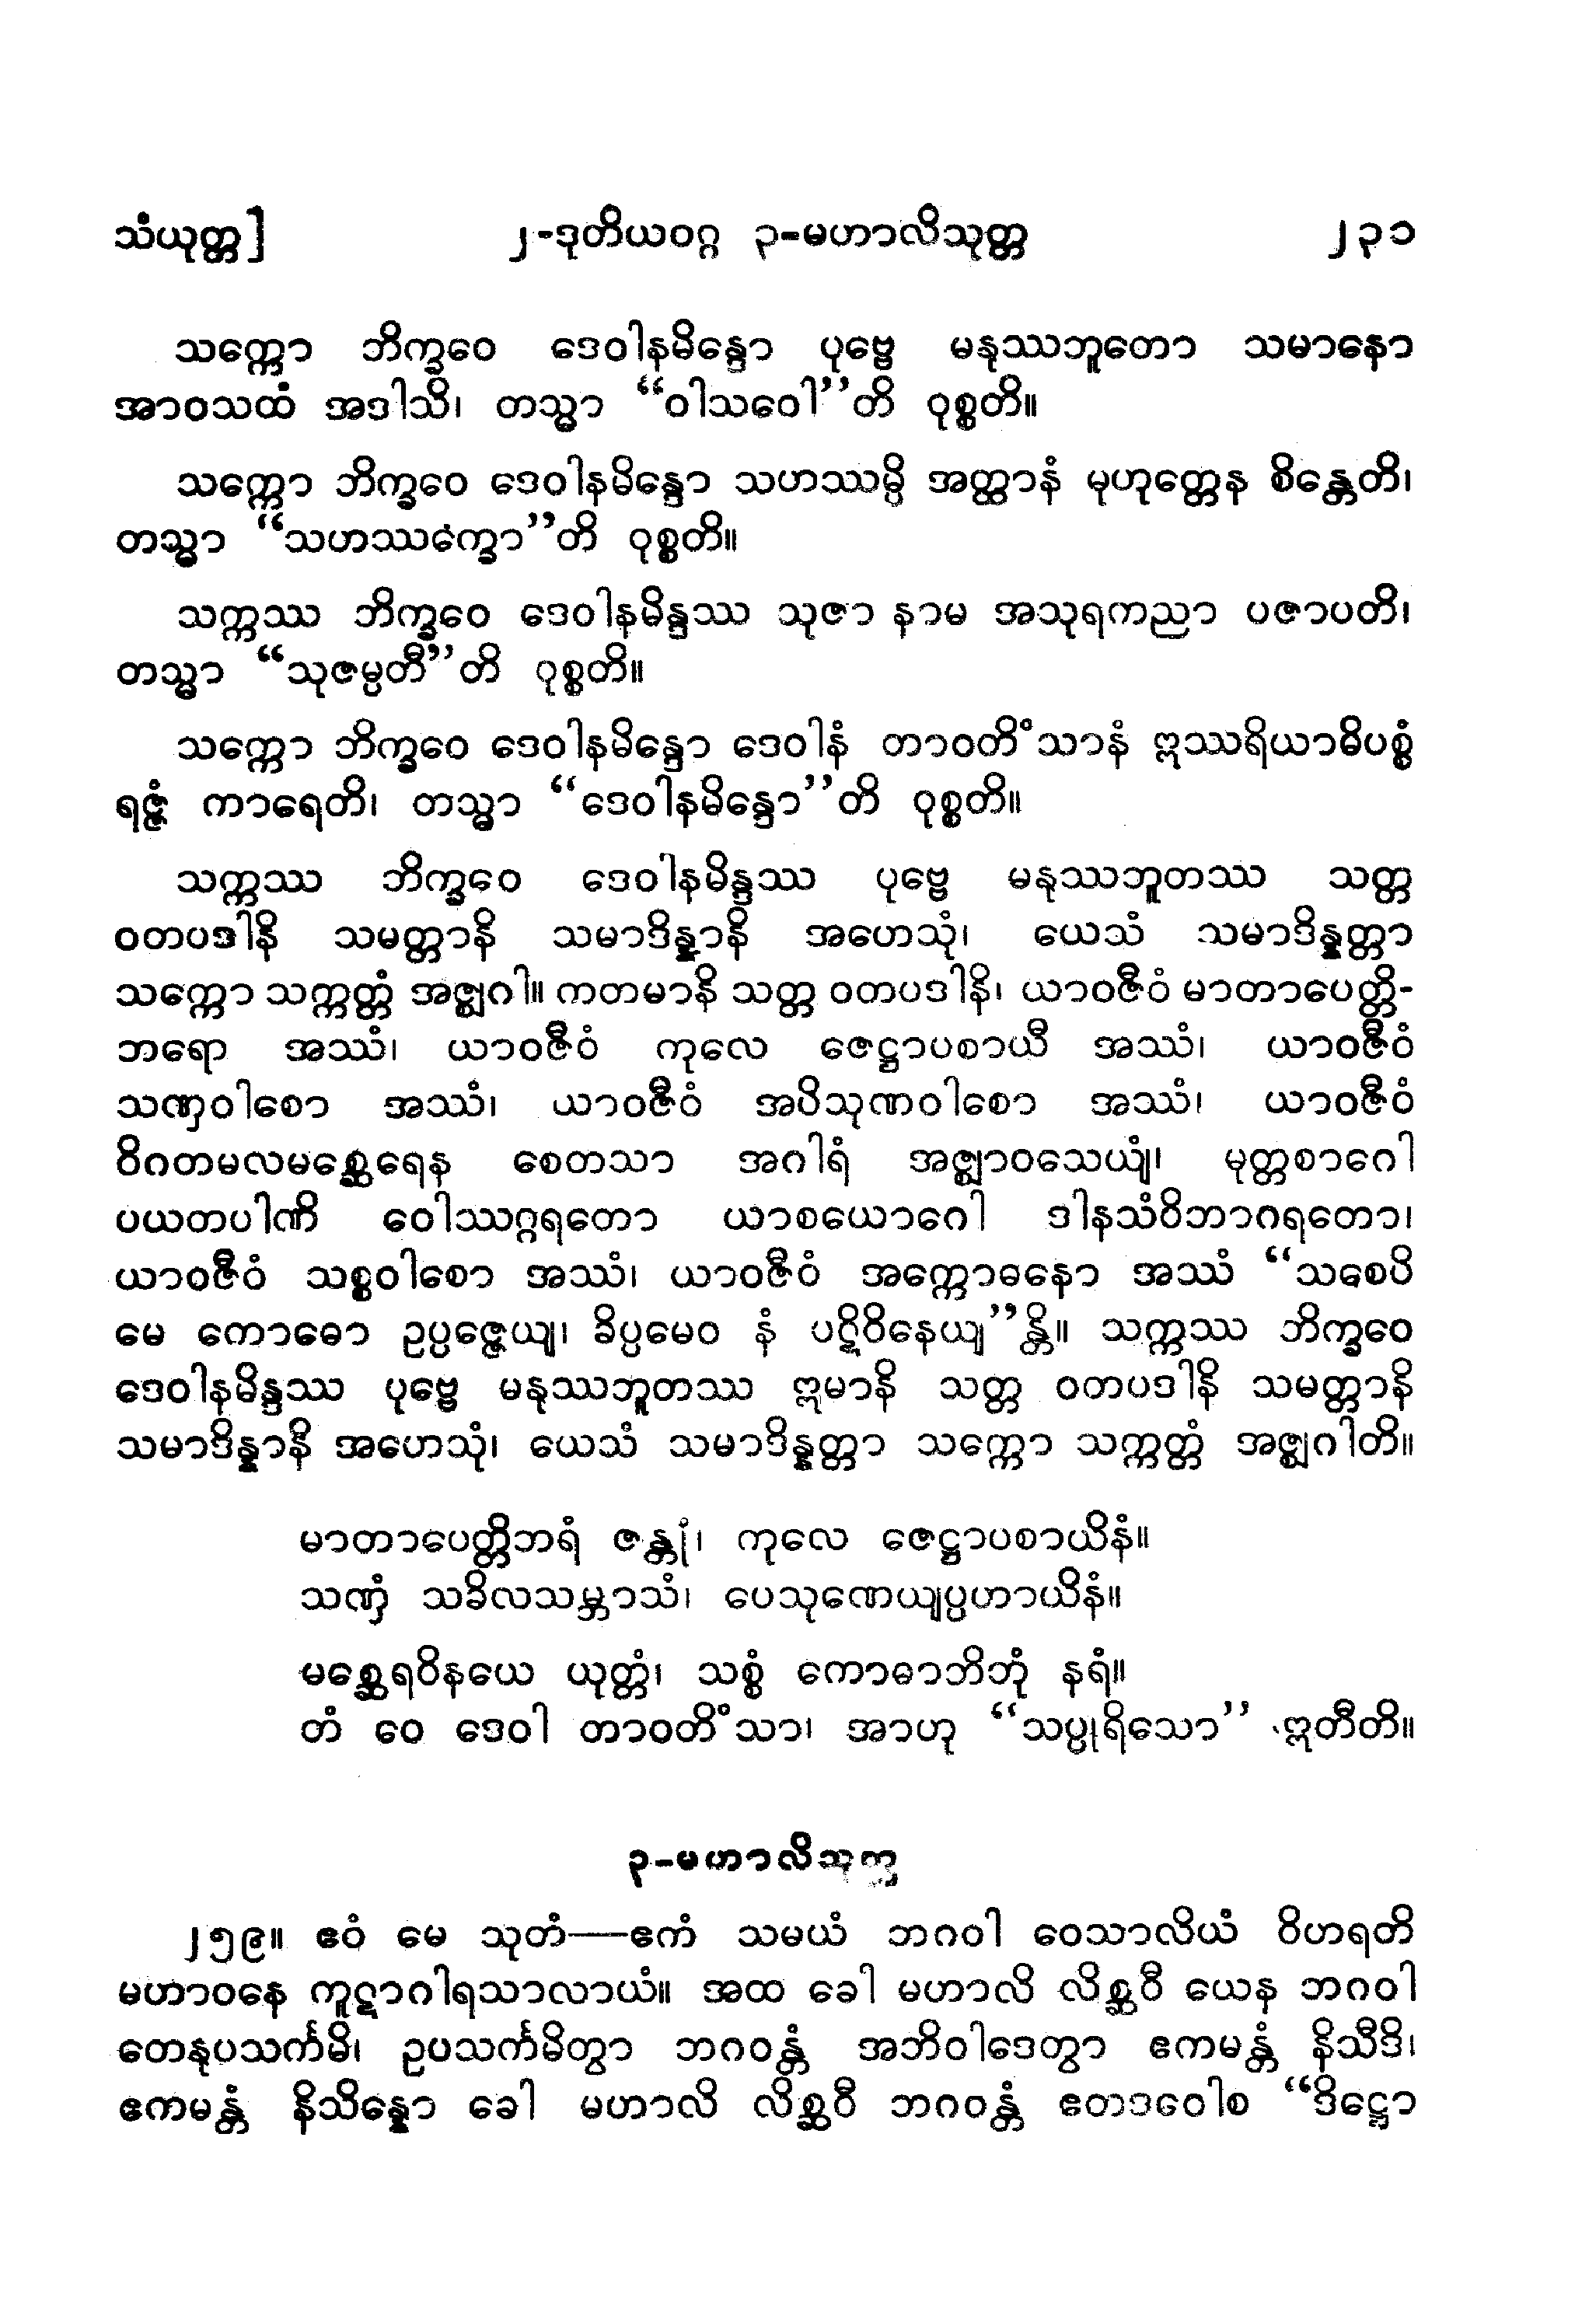 သံယုတ္တ] ၂-ဒုတိယဝဂ္ဂ ၃-မဟာလိသုတ္တ ၂၃၁
သက္ကော ဘိက္ခဝေ ဒေဝါနမိန္ဒော ပုဗ္ဗေ မနုဿဘူတော သမာနော
အာဝသထံ အဒါသိ၊ တသ္မာ “ဝါသဝေါ”တိ ဝုစ္စတိ။
သက္ကော ဘိက္ခဝေ ဒေဝါနမိန္ဒော သဟဿမ္ပိ အတ္ထာနံ မုဟုတ္တေန စိန္တေတိ၊
တသ္မာ “သဟဿက္ခော”တိ ဝုစ္စတိ။
သက္ကဿ ဘိက္ခဝေ ဒေဝါနမိန္ဒဿ သုဇာ နာမ အသုရကညာ ပဇာပတိ၊
တသ္မာ “သုဇမ္ပတီ”တိ ဝုစ္စတိ။
သက္ကော ဘိက္ခဝေ ဒေဝါနမိန္ဒော ဒေဝါနံ တာဝတိံသာနံ ဣဿရိယာဓိပစ္စံ
ရဇ္ဇံ ကာရေတိ၊ တသ္မာ “ဒေဝါနမိန္ဒော”တိ ဝုစ္စတိ။
သက္ကဿ ဘိက္ခဝေ ဒေဝါနမိန္ဒဿ ပုဗ္ဗေ မနုဿဘူတဿ သတ္တ
ဝတပဒါနိ သမတ္တာနိ သမာဒိန္နာနိ အဟေသုံ၊ ယေသံ သမာဒိန္နတ္တာ
သက္ကော သက္ကတ္တံ အဇ္ဈဂါ။ ကတမာနိ သတ္တ ဝတပဒါနိ၊ ယာဝဇီဝံ မာတာပေတ္တိ-
ဘရော အဿံ၊ ယာဝဇီဝံ ကုလေ ဇေဋ္ဌာပစာယီ အဿံ၊ ယာဝဇီဝံ
သဏှဝါစော အဿံ၊ ယာဝဇီဝံ အပိသုဏဝါစော အဿံ၊ ယာဝဇီဝံ
ဝိဂတမလမစ္ဆေရေန စေတသာ အဂါရံ အဇ္ဈာဝသေယျံ၊ မုတ္တစာဂေါ
ပယတပါဏိ ဝေါဿဂ္ဂရတော ယာစယောဂေါ ဒါနသံဝိဘာဂရတော၊
ယာဝဇီဝံ သစ္စဝါစော အဿံ၊ ယာဝဇီဝံ အက္ကောဓနော အဿံ “သစေပိ
မေ ကောဓော ဥပ္ပဇ္ဇေယျ၊ ခိပ္ပမေဝ နံ ပဋိဝိနေယျ”န္တိ။ သက္ကဿ ဘိက္ခဝေ
ဒေဝါနမိန္ဒဿ ပုဗ္ဗေ မနုဿဘူတဿ ဣမာနိ သတ္တ ဝတပဒါနိ သမတ္တာနိ
သမာဒိန္နာနိ အဟေသုံ၊ ယေသံ သမာဒိန္နတ္တာ သက္ကော သက္ကတ္တံ အဇ္ဈဂါတိ။
မာတာပေတ္တိဘရံ ဇန္တုံ၊ ကုလေ ဇေဋ္ဌာပစာယိနံ။
သဏှံ သခိလသမ္ဘာသံ၊ ပေသုဏေယျပ္ပဟာယိနံ။
မစ္ဆေရဝိနယေ ယုတ္တံ၊ သစ္စံ ကောဓာဘိဘုံ နရံ။
တံ ဝေ ဒေဝါ တာဝတိံသာ၊ အာဟု “သပ္ပုရိသော” ဣတီတိ။
၃-မဟာလိသုတ္တ
၂၅၉။ ဧဝံ မေ သုတံ—ဧကံ သမယံ ဘဂဝါ ဝေသာလိယံ ဝိဟရတိ
မဟာဝနေ ကူဋာဂါရသာလာယံ။ အထ ခေါ မဟာလိ လိစ္ဆဝီ ယေန ဘဂဝါ
တေနုပသင်္ကမိ၊ ဥပသင်္ကမိတွာ ဘဂဝန္တံ အဘိဝါဒေတွာ ဧကမန္တံ နိသီဒိ၊
ဧကမန္တံ နိသိန္နော ခေါ မဟာလိ လိစ္ဆဝီ ဘဂဝန္တံ ဧတဒဝေါစ “ဒိဋ္ဌော